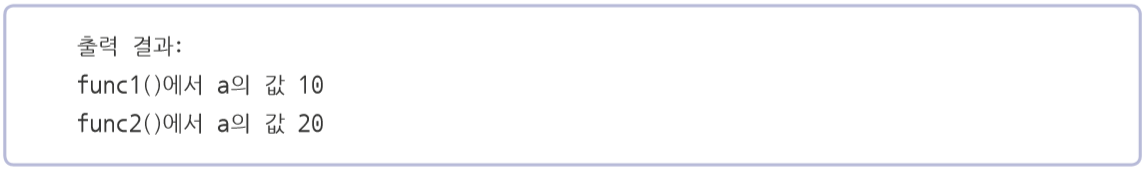 출력 결과:
func1()에서 a의 값 10
func2()에서 a의 값 20